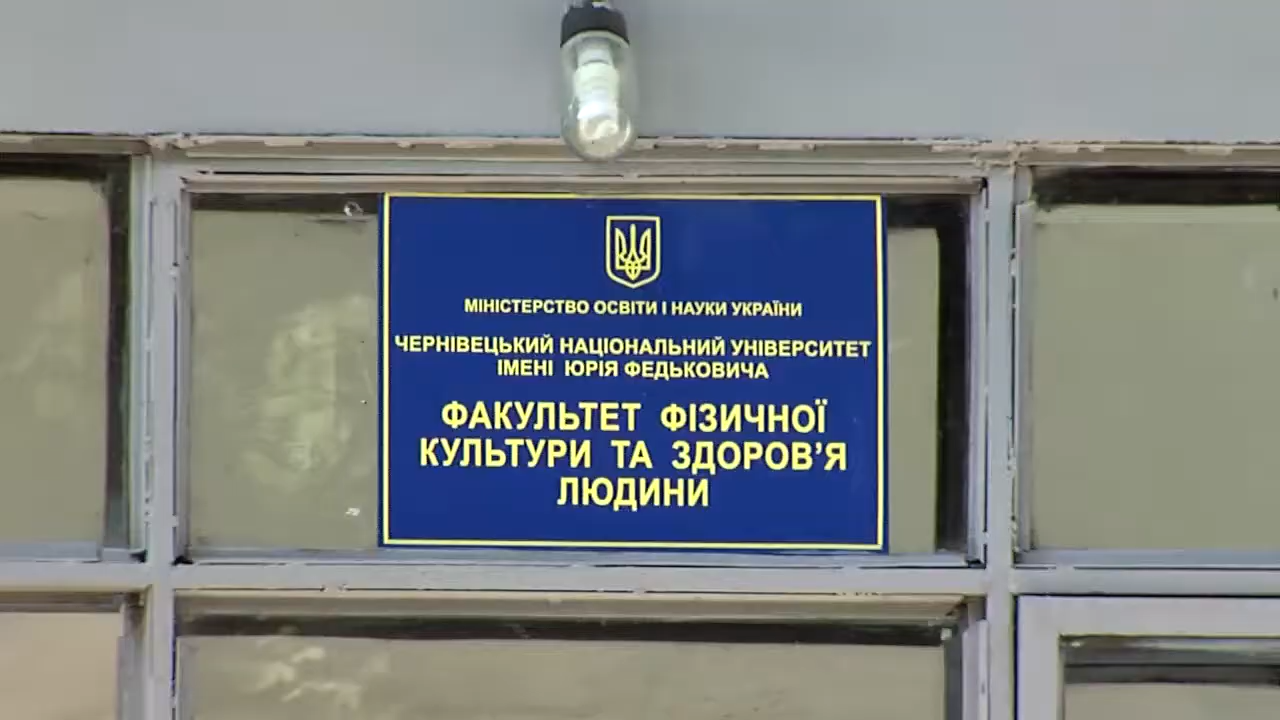 МІНІСТЕРСТВО ОСВІТИ І НАУКИ УКРАЇНИ
ЧЕРНІВЕЦЬКИЙ НАЦІОНАЛЬНИЙ УНІВЕРСИТЕТ
ІМЕНІ ЮРІЯ ФЕДЬКОВИЧА
ФАКУЛЬТЕТ ФІЗИЧНОЇ
КУЛЬТУРИ ТА ЗДОРОВ’Я
ЛЮДИНИ